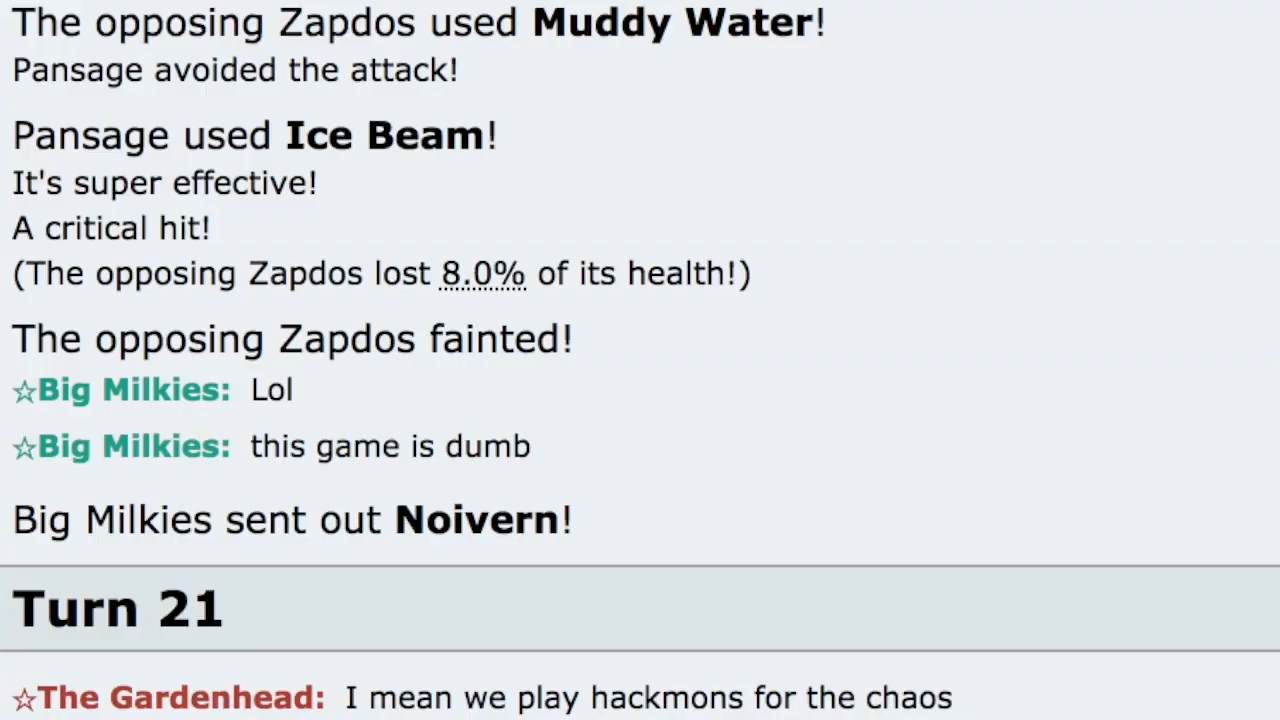 The opposing Zapdos used Muddy Water!
Pansage avoided the attack!
Pansage used Ice Beam!
It's super effective!
A critical hit!
(The opposing Zapdos lost 8.0% of its health!)
The opposing Zapdos fainted!
☆Big Milkies: Lol
☆Big Milkies: this game is dumb
Big Milkies sent out Noivern!
Turn 21
☆The Gardenhead: I mean we play hackmons for the chaos